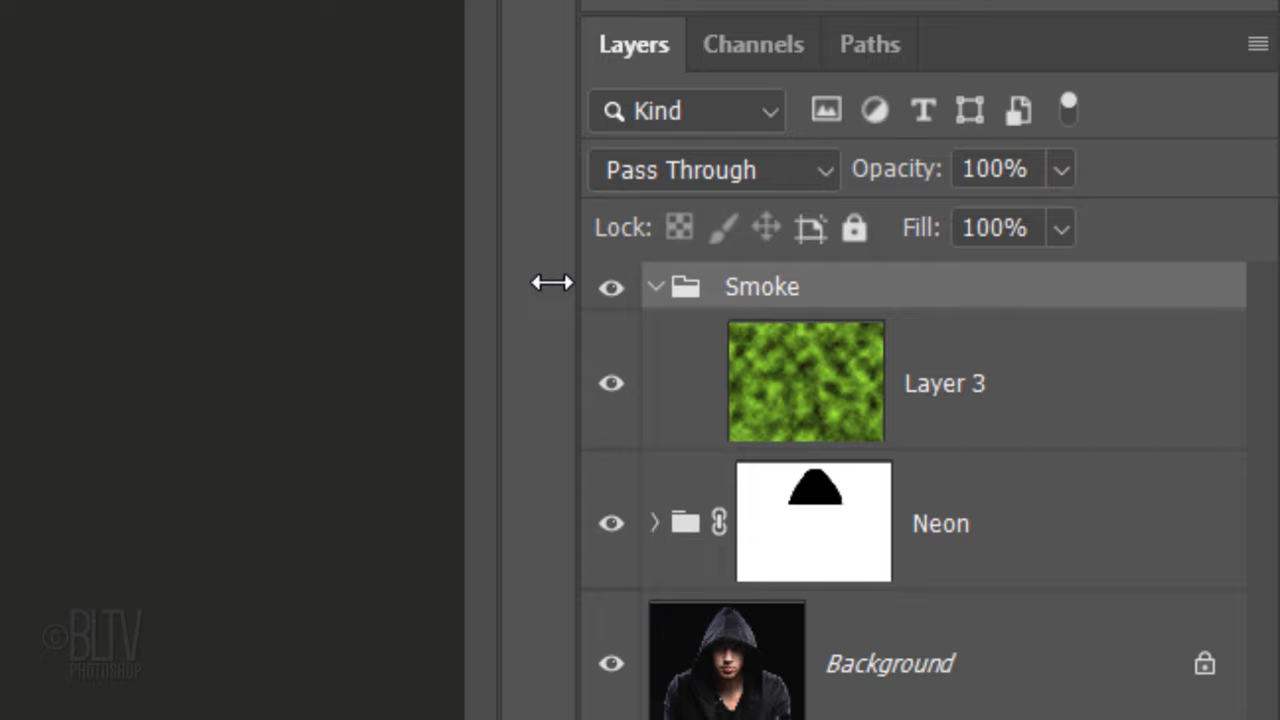 Layers Channels Paths
Kind
Pass Through Opacity: 100%
Lock: Fill: 100%
Smoke
Layer 3
Neon
Background
©BLTV
PHOTOSHOP